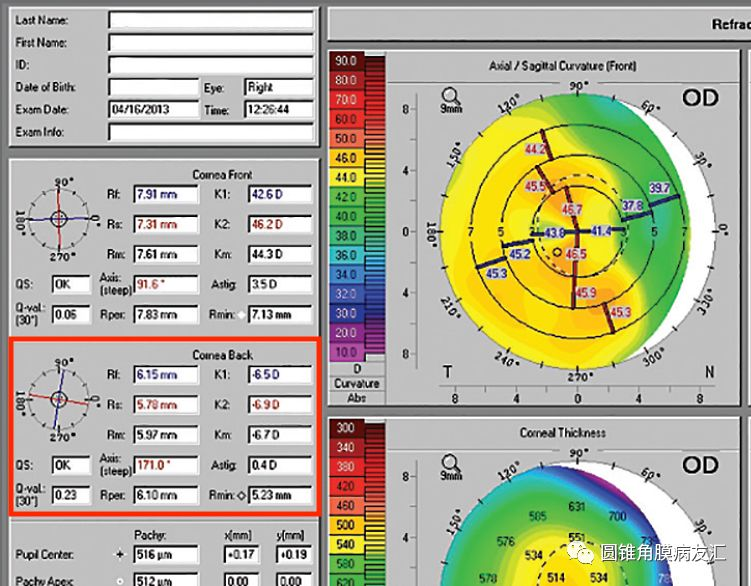 Last Name:
First Name:
ID:
Date of Birth: Eye: Right
Exam Date: 04/16/2013 Time: 12:26:44
Exam Info:
Cornea Front
90°
180° 0
270°
Rf: 7.91 mm K1: 42.6 D
Rs: 7.31 mm K2: 46.2 D
Rm: 7.61 mm Km: 44.3 D
QS: OK Axis: (steep) 91.6° Astig: 3.5 D
Q-val. (30°) 0.06 Rper: 7.83 mm Rmin: 7.13 mm
Cornea Back
90°
180° 0
270°
Rf: 6.15 mm K1: -6.5 D
Rs: 5.78 mm K2: -6.9 D
Rm: 5.97 mm Km: -6.7 D
QS: OK Axis: (steep) 171.0° Astig: 0.4 D
Q-val. (30°) 0.23 Rper: 6.10 mm Rmin: 5.23 mm
Pachy: x[mm] y[mm]
Pupil Center: + 516 µm +0.17 +0.19
Pachy Apex: 512 µm 0.00 0.00
Refrac
90.0
80.0
70.0
60.0
50.0
46.0
44.0
42.0
40.0
38.0
36.0
34.0
32.0
30.0
20.0
10.0
D
Curvature
Abs
Axial / Sagittal Curvature (Front)
9mm
OD
90°
120° 60°
150°
180° 0°
210°
240° 300°
270°
8
4
0
4
8
44.2
45.5
46.7
39.7
37.8
43.8 41.4
45.2
45.3
46.5
45.9
45.3
7 5 5 7
T N
8 4 0 4 8
300
340
380
420
460
500
540
580
620
Corneal Thickness
9mm
OD
90°
120° 60°
8
4
631
585 700
576 551
534 534
578 514 556
圆锥角膜病友汇